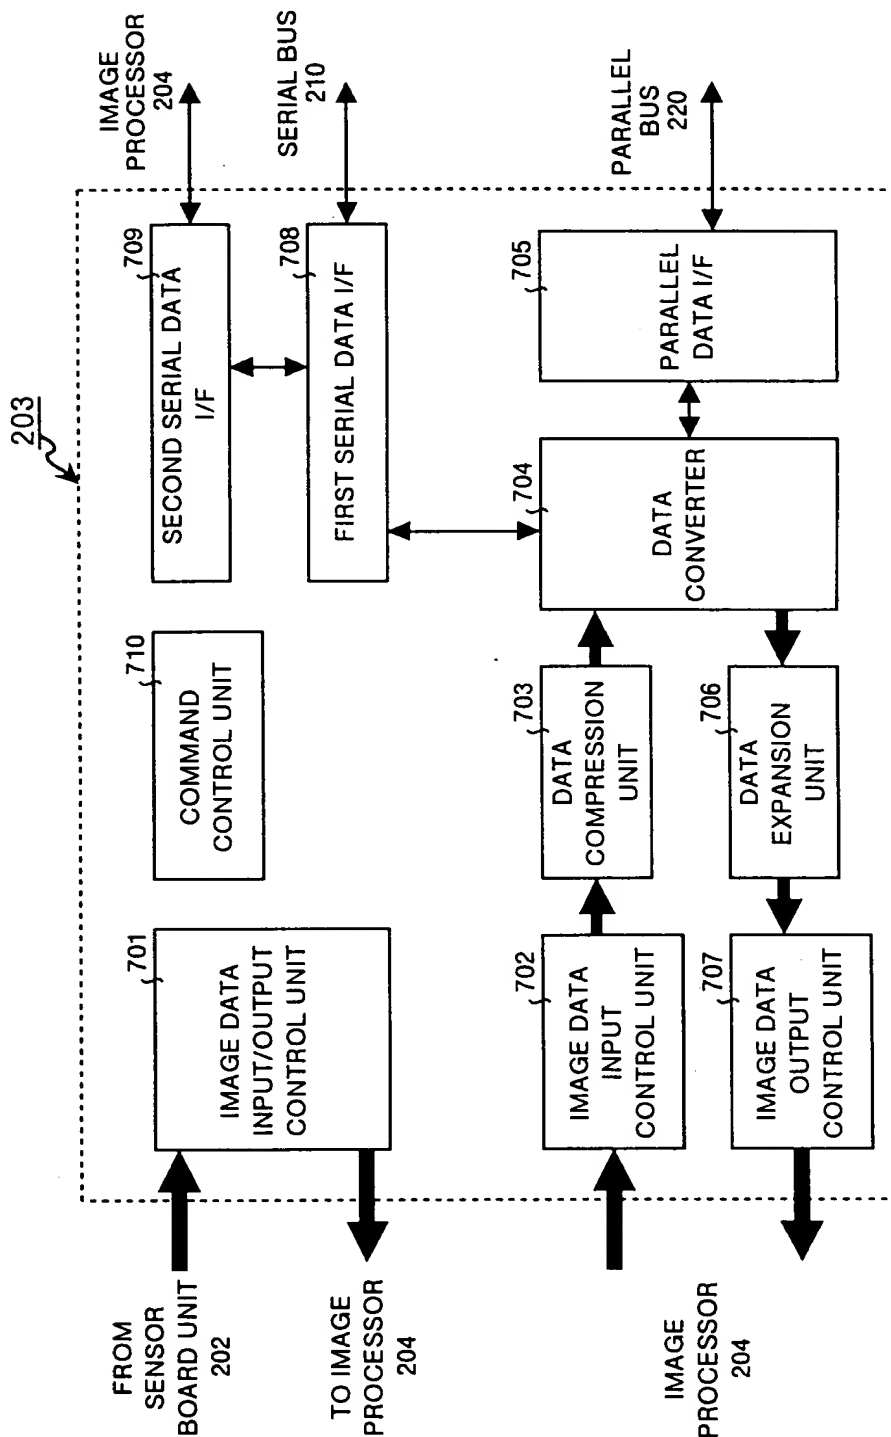 203
FROM
SENSOR
BOARD UNIT
202
TO IMAGE
PROCESSOR
204
IMAGE
PROCESSOR
204
701
IMAGE DATA
INPUT/OUTPUT
CONTROL UNIT
710
COMMAND
CONTROL UNIT
709
SECOND SERIAL DATA
I/F
708
FIRST SERIAL DATA I/F
IMAGE
PROCESSOR
204
SERIAL BUS
210
702
IMAGE DATA
INPUT
CONTROL UNIT
703
DATA
COMPRESSION
UNIT
704
DATA
CONVERTER
705
PARALLEL
DATA I/F
PARALLEL
BUS
220
707
IMAGE DATA
OUTPUT
CONTROL UNIT
706
DATA
EXPANSION
UNIT